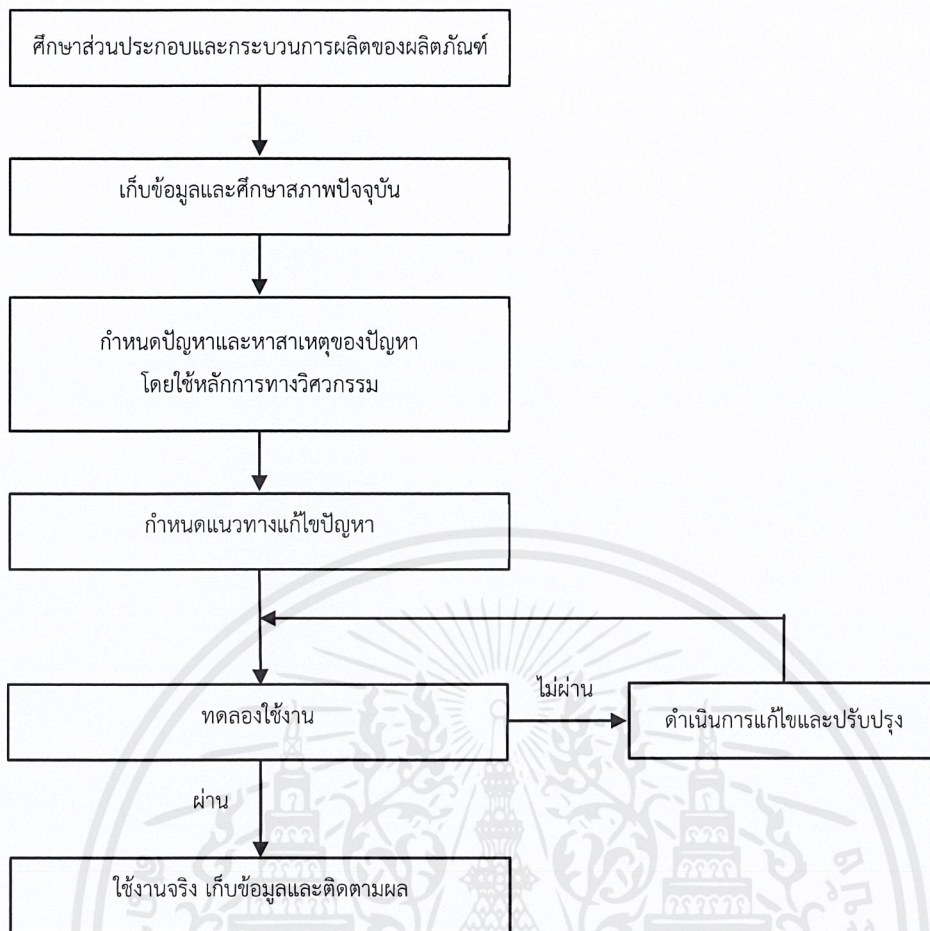 ศึกษาส่วนประกอบและกระบวนการผลิตของผลิตภัณฑ์
เก็บข้อมูลและศึกษาสภาพปัจจุบัน
กำหนดปัญหาและหาสาเหตุของปัญหา
โดยใช้หลักการทางวิศวกรรม
กำหนดแนวทางแก้ไขปัญหา
ทดลองใช้งาน
ไม่ผ่าน
ดำเนินการแก้ไขและปรับปรุง
ผ่าน
ใช้งานจริง เก็บข้อมูลและติดตามผล